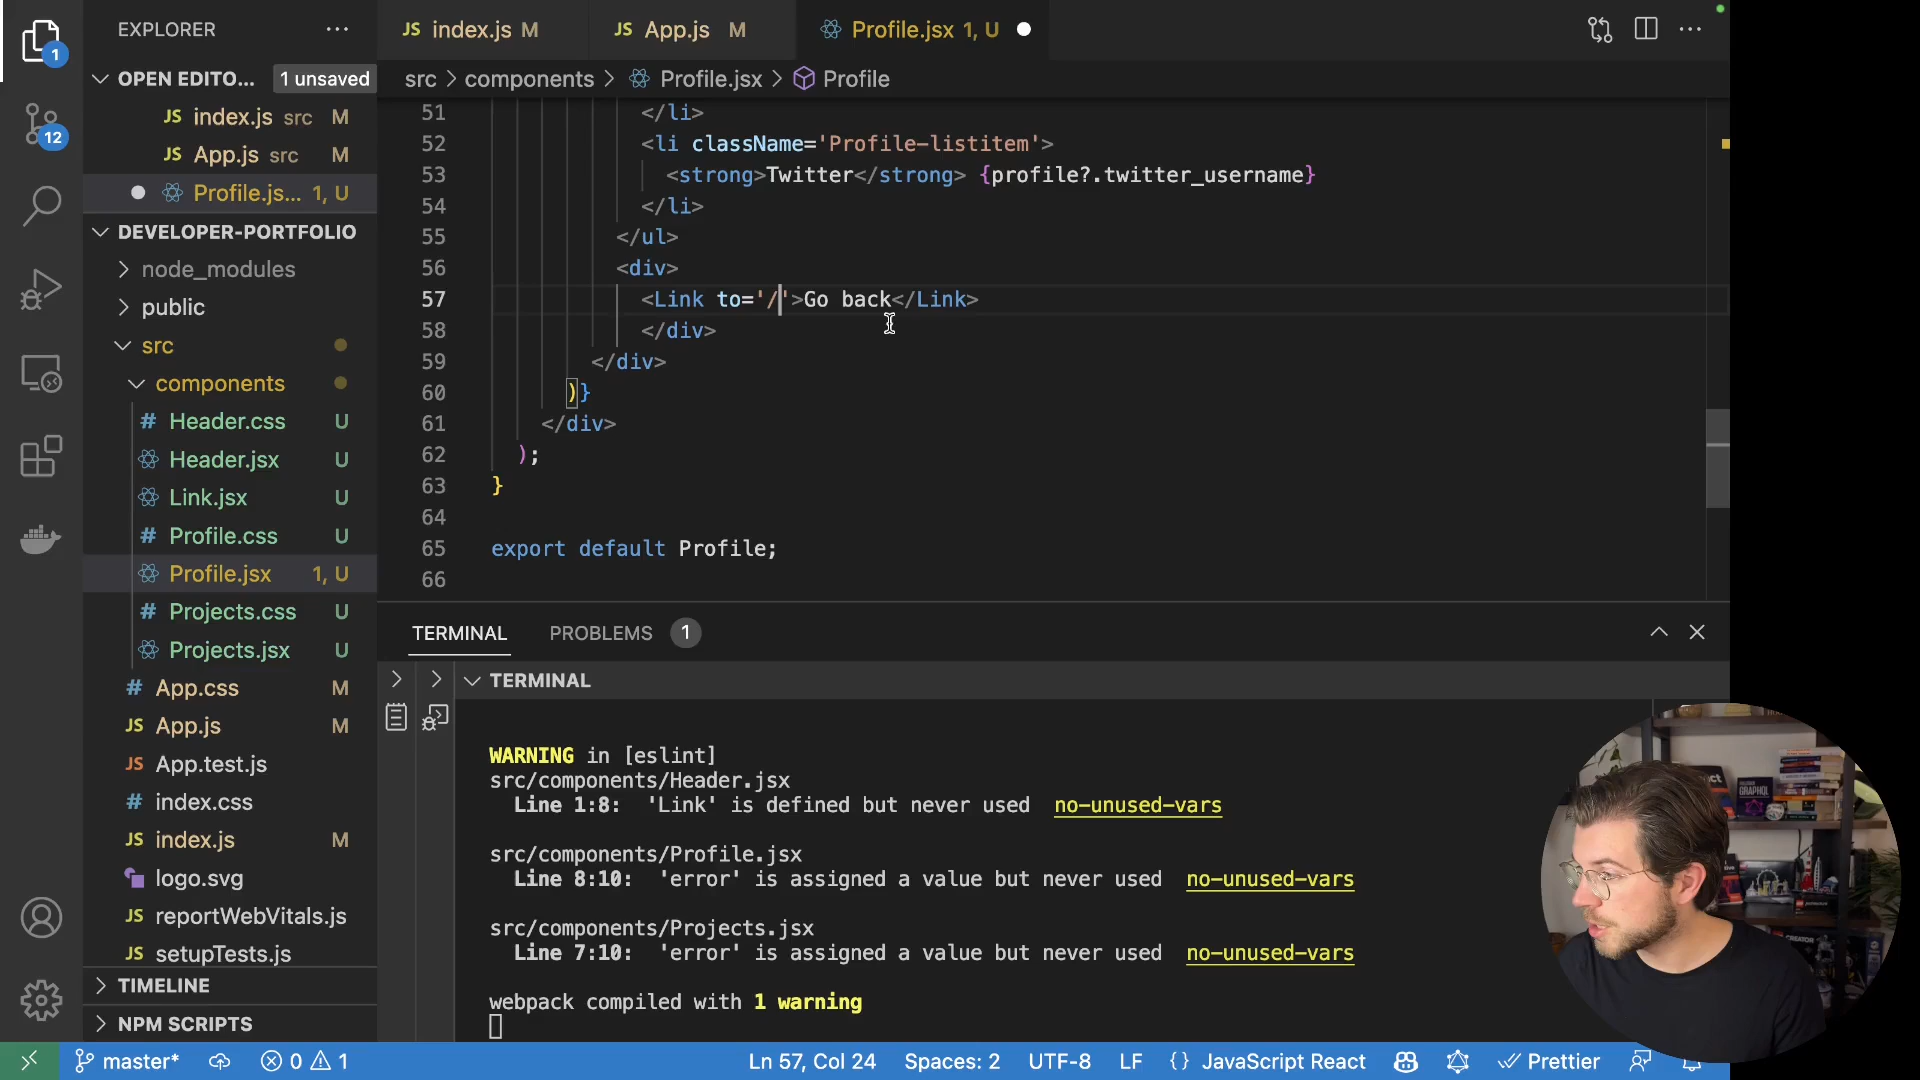 EXPLORER
index.js M
App.js M
Profile.jsx 1, U
OPEN EDITO... 1 unsaved
src > components > Profile.jsx > Profile
index.js src M
App.js src M
Profile.js... 1, U
DEVELOPER-PORTFOLIO
node_modules
public
src
components
Header.css U
Header.jsx U
Link.jsx U
Profile.css U
Profile.jsx 1, U
Projects.css U
Projects.jsx U
App.css M
App.js M
App.test.js
index.css
index.js M
logo.svg
reportWebVitals.js
setupTests.js
TIMELINE
NPM SCRIPTS
1
12
51 </li>
52 <li className='Profile-listitem'>
53 <strong>Twitter</strong> {profile?.twitter_username}
54 </li>
55 </ul>
56 <div>
57 <Link to='/'>Go back</Link>
58 </div>
59 </div>
60 )}
61 </div>
62 );
63 }
64
65 export default Profile;
66
TERMINAL PROBLEMS 1
TERMINAL
WARNING in [eslint]
src/components/Header.jsx
Line 1:8: 'Link' is defined but never used no-unused-vars
src/components/Profile.jsx
Line 8:10: 'error' is assigned a value but never used no-unused-vars
src/components/Projects.jsx
Line 7:10: 'error' is assigned a value but never used no-unused-vars
webpack compiled with 1 warning
master* 0 1 Ln 57, Col 24 Spaces: 2 UTF-8 LF {} JavaScript React Prettier